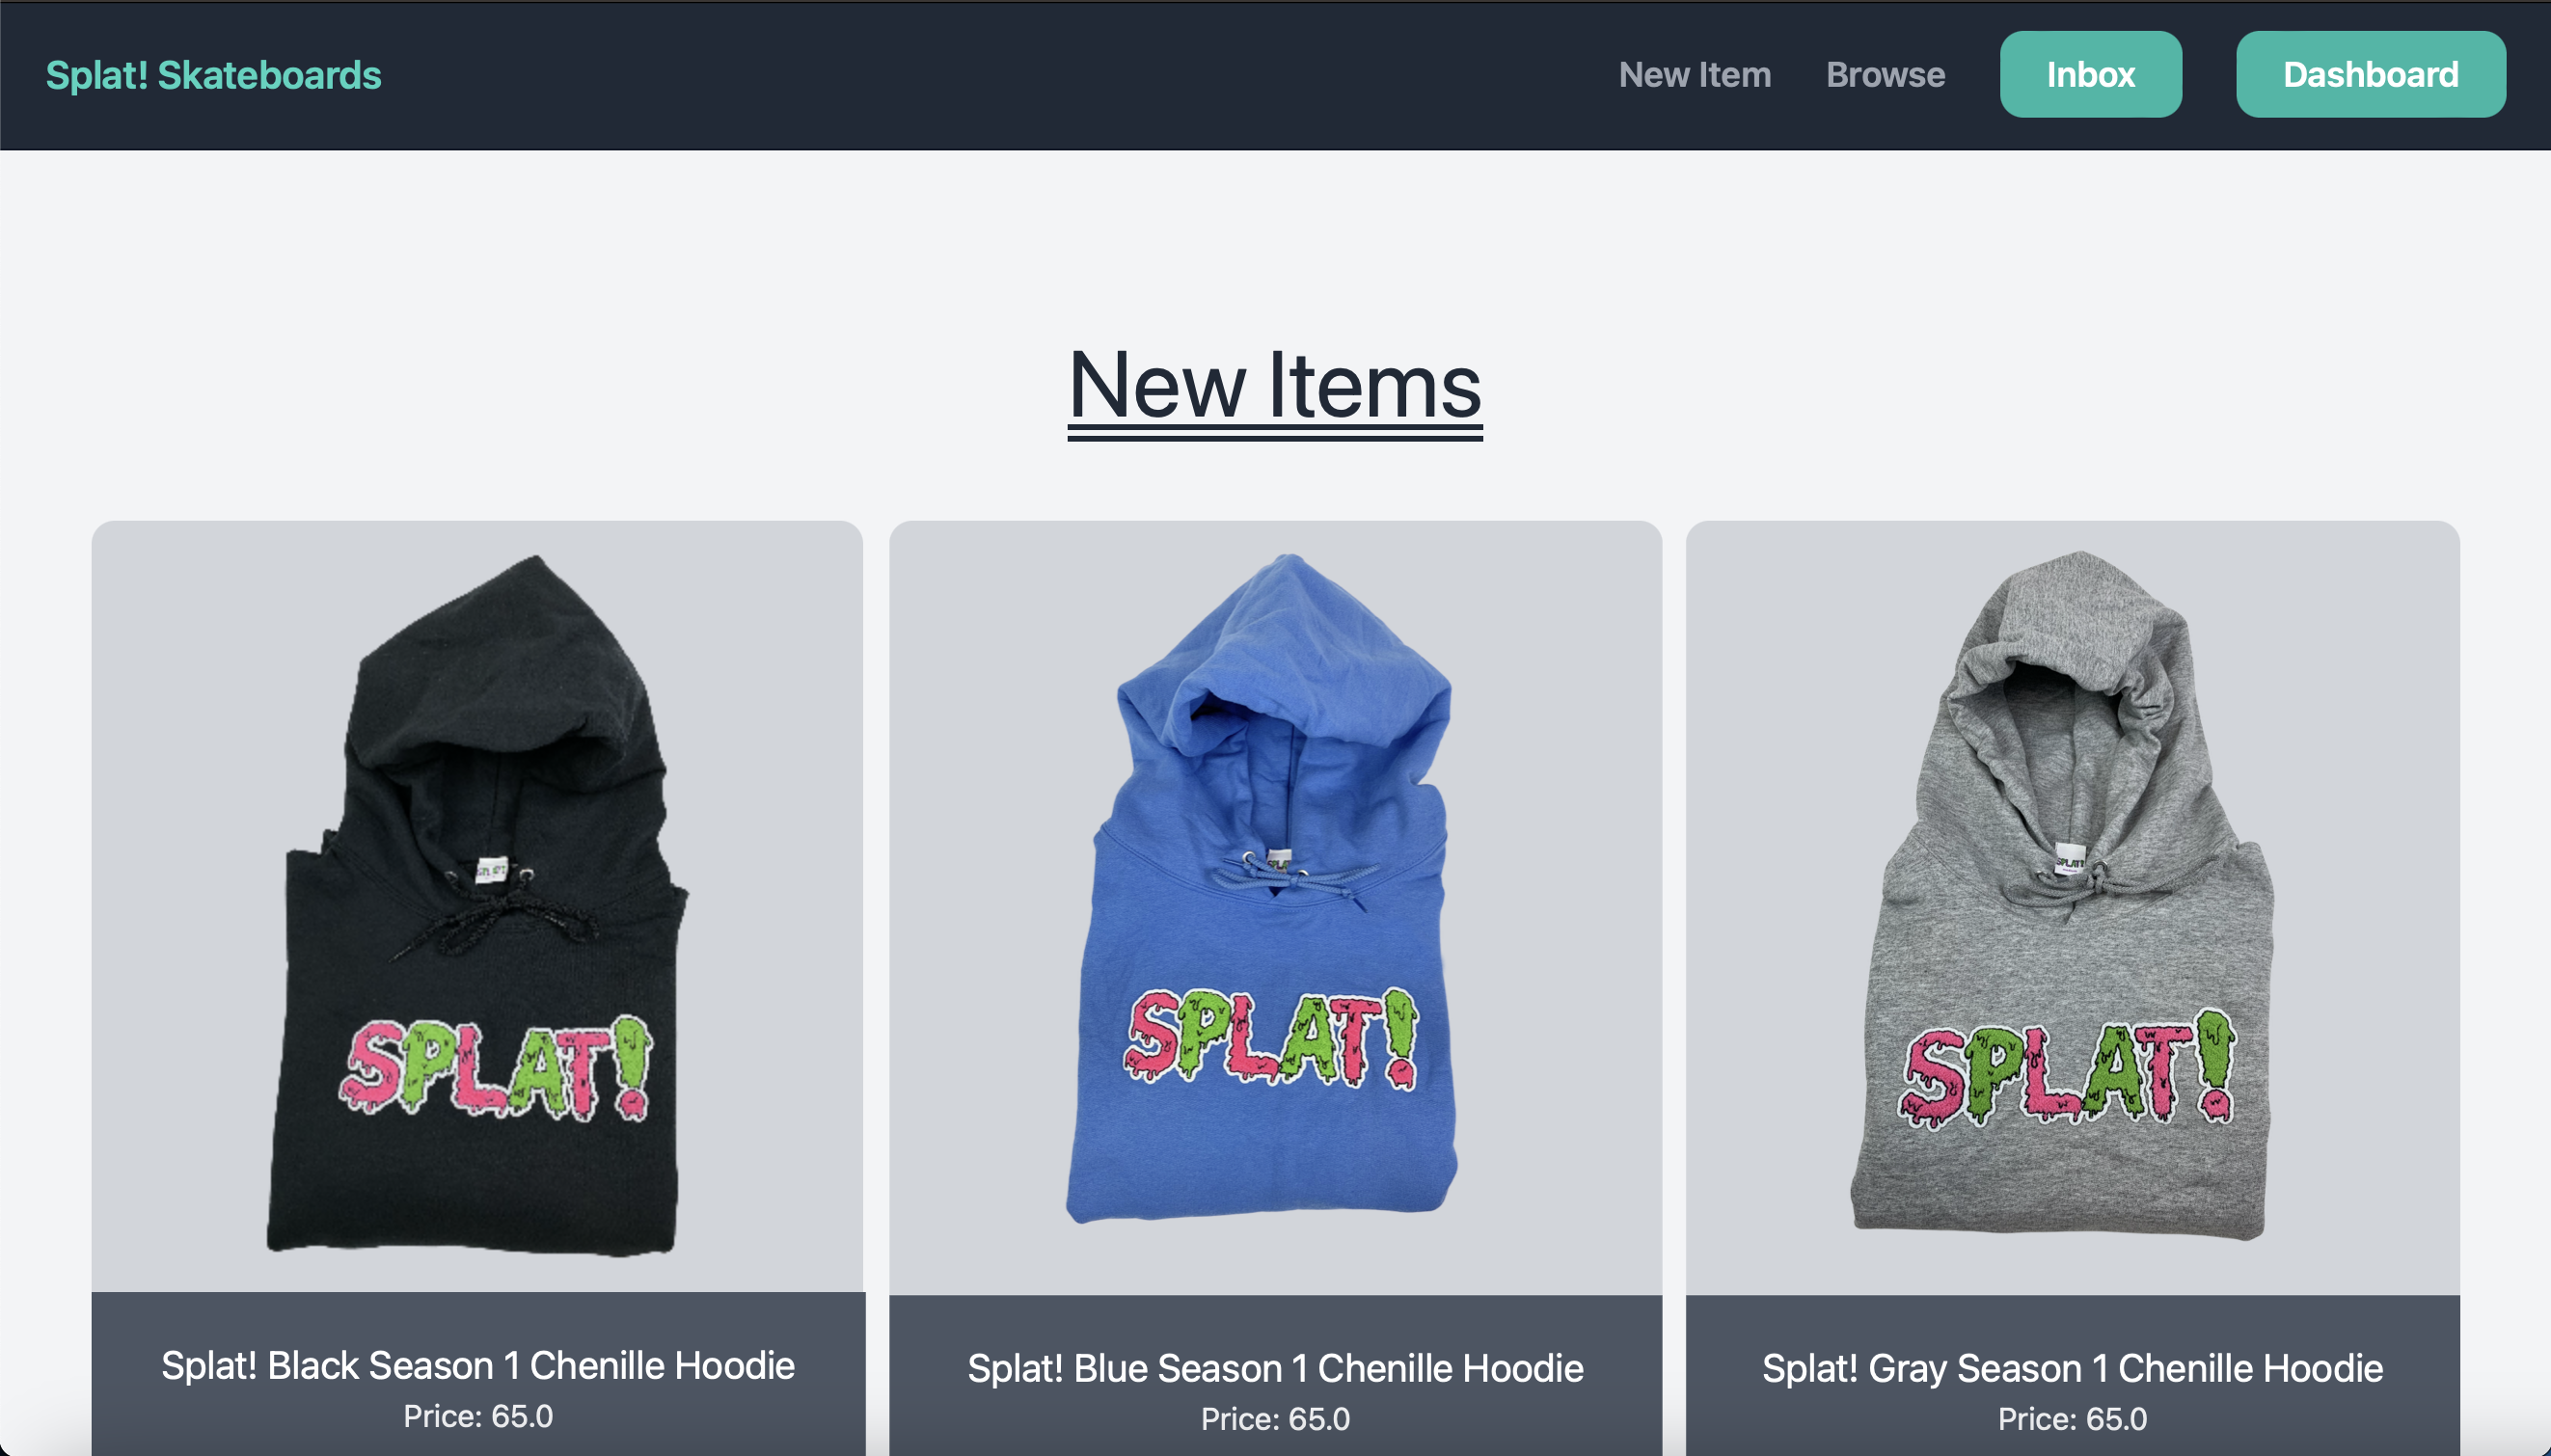 Splat! Skateboards
New Item
Browse
Inbox
Dashboard
New Items
SPLAT!
SPLAT!
SPLAT!
SPLAT!
Splat! Black Season 1 Chenille Hoodie
Price: 65.0
Splat! Blue Season 1 Chenille Hoodie
Price: 65.0
Splat! Gray Season 1 Chenille Hoodie
Price: 65.0